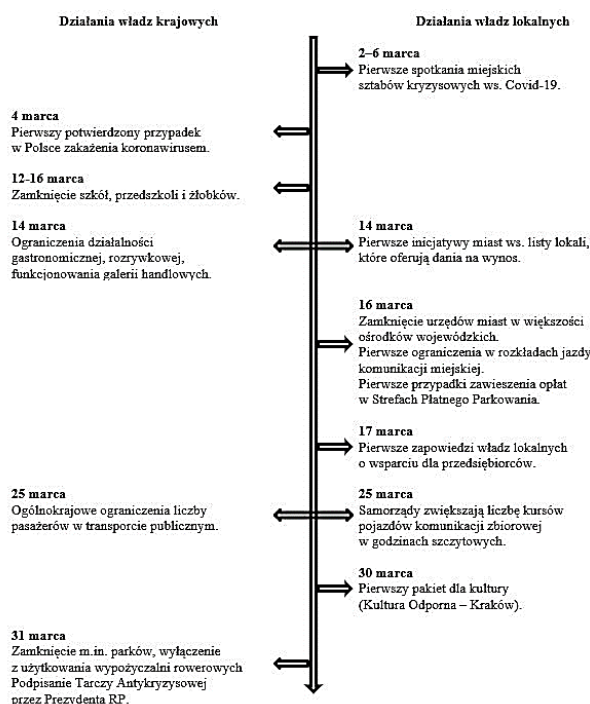 Działania władz krajowych
Działania władz lokalnych
2–6 marca
Pierwsze spotkania miejskich
sztabów kryzysowych ws. Covid-19.
4 marca
Pierwszy potwierdzony przypadek
w Polsce zakażenia koronawirusem.
12-16 marca
Zamknięcie szkół, przedszkoli i żłobków.
14 marca
Ograniczenia działalności
gastronomicznej, rozrywkowej,
funkcjonowania galerii handlowych.
14 marca
Pierwsze inicjatywy miast ws. listy lokali,
które oferują dania na wynos.
16 marca
Zamknięcie urzędów miast w większości
ośrodków wojewódzkich.
Pierwsze ograniczenia w rozkładach jazdy
komunikacji miejskiej.
Pierwsze przypadki zawieszenia opłat
w Strefach Płatnego Parkowania.
17 marca
Pierwsze zapowiedzi władz lokalnych
o wsparciu dla przedsiębiorców.
25 marca
Ogólnokrajowe ograniczenia liczby
pasażerów w transporcie publicznym.
25 marca
Samorządy zwiększają liczbę kursów
pojazdów komunikacji zbiorowej
w godzinach szczytowych.
30 marca
Pierwszy pakiet dla kultury
(Kultura Odporna – Kraków).
31 marca
Zamknięcie m.in. parków, wyłączenie
z użytkowania wypożyczalni rowerowych
Podpisanie Tarczy Antykryzysowej
przez Prezydenta RP.